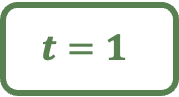 t = 1